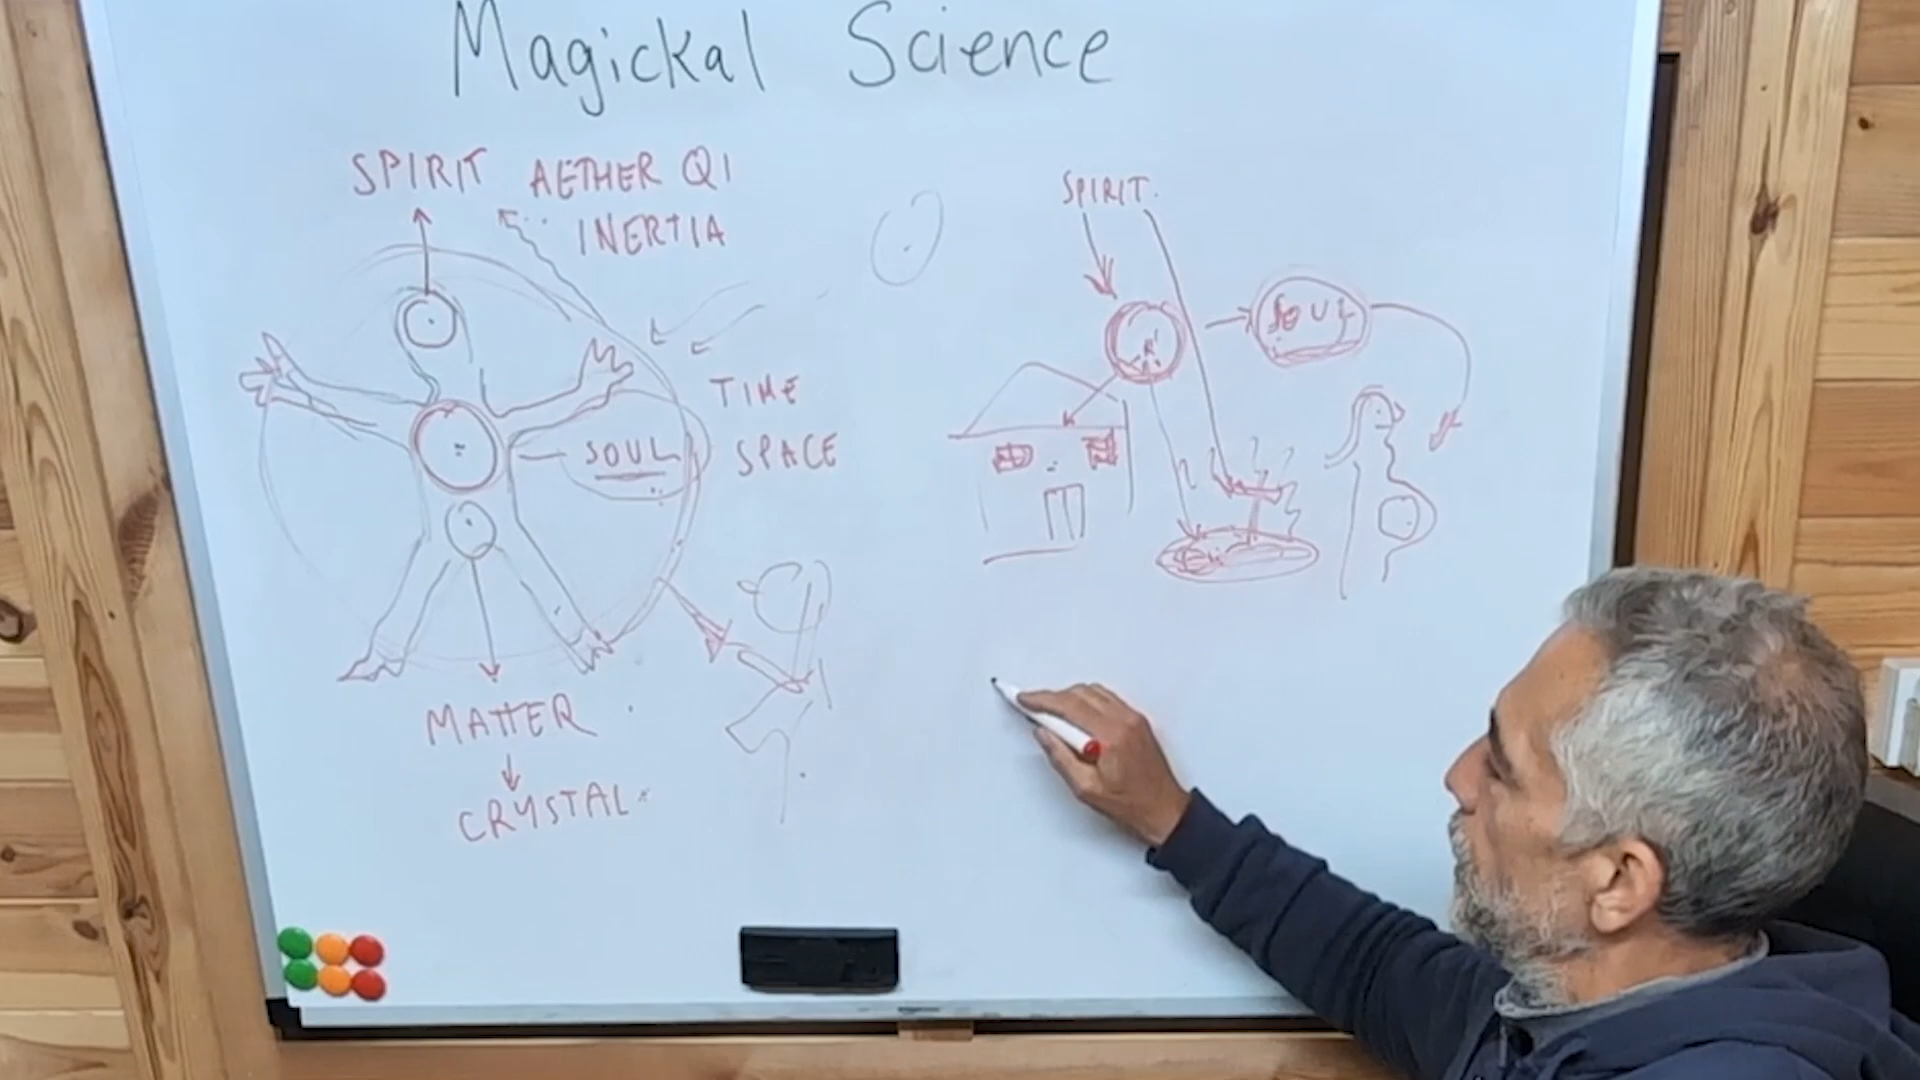 Magickal Science
SPIRIT AETHER QI
INERTIA
TIME
SPACE
SOUL
MATTER
CRYSTAL
SPIRIT.
SOUL